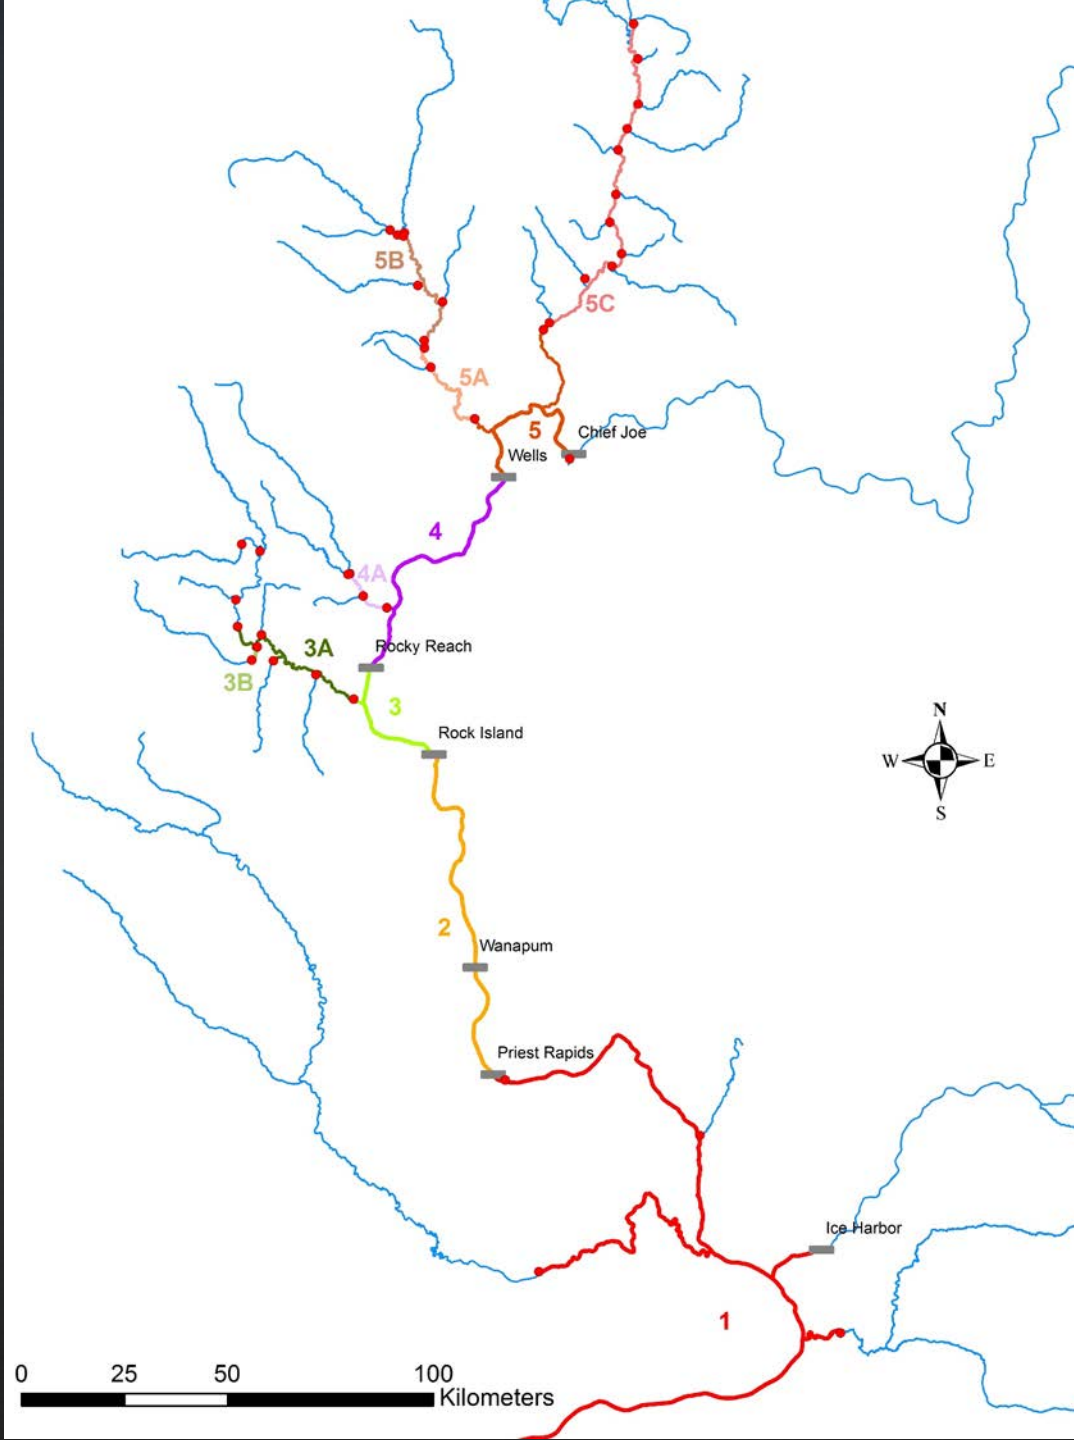 5B
5C
5A
5
Chief Joe
Wells
4
4A
Rocky Reach
3A
3B
3
Rock Island
N
W
E
S
2
Wanapum
Priest Rapids
Ice Harbor
1
0 25 50 100
Kilometers